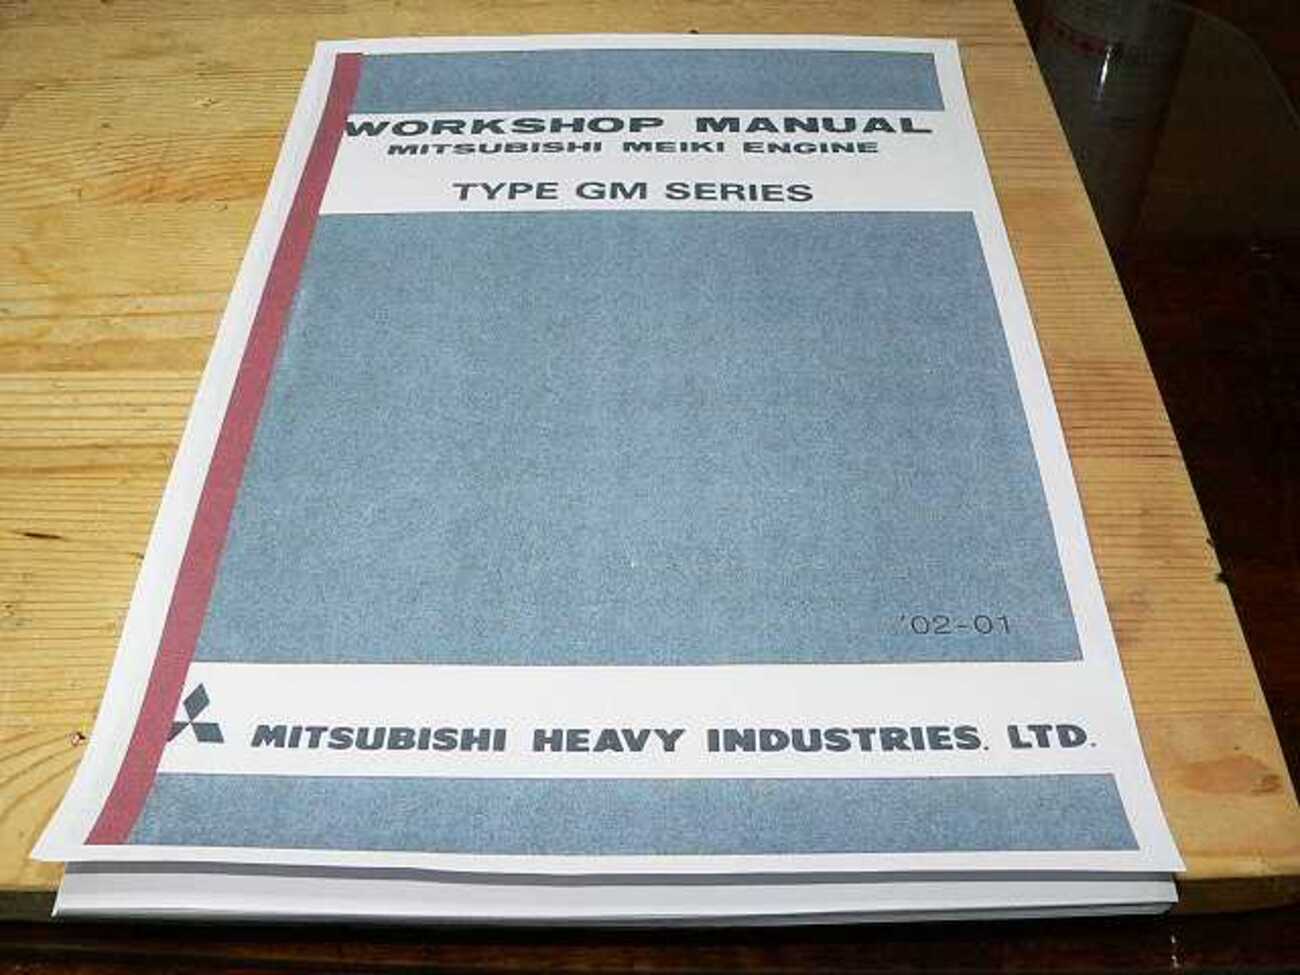 WORKSHOP MANUAL
MITSUBISHI MEIKI ENGINE
TYPE GM SERIES
'02-01
MITSUBISHI HEAVY INDUSTRIES. LTD.